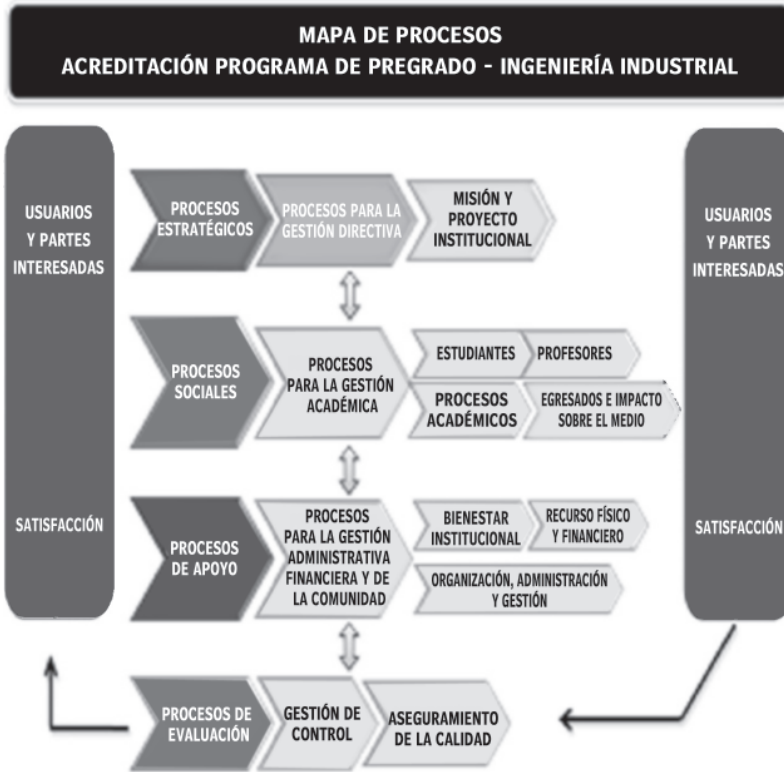 MAPA DE PROCESOS
ACREDITACIÓN PROGRAMA DE PREGRADO - INGENIERÍA INDUSTRIAL
USUARIOS
Y PARTES
INTERESADAS
SATISFACCIÓN
PROCESOS
ESTRATÉGICOS
PROCESOS PARA LA
GESTIÓN DIRECTIVA
MISIÓN Y
PROYECTO
INSTITUCIONAL
PROCESOS
SOCIALES
PROCESOS
PARA LA GESTIÓN
ACADÉMICA
ESTUDIANTES
PROFESORES
PROCESOS
ACADÉMICOS
EGRESADOS E IMPACTO
SOBRE EL MEDIO
PROCESOS
DE APOYO
PROCESOS
PARA LA GESTIÓN
ADMINISTRATIVA
FINANCIERA Y DE
LA COMUNIDAD
BIENESTAR
INSTITUCIONAL
RECURSO FÍSICO
Y FINANCIERO
ORGANIZACIÓN, ADMINISTRACIÓN
Y GESTIÓN
PROCESOS DE
EVALUACIÓN
GESTIÓN DE
CONTROL
ASEGURAMIENTO
DE LA CALIDAD
USUARIOS
Y PARTES
INTERESADAS
SATISFACCIÓN